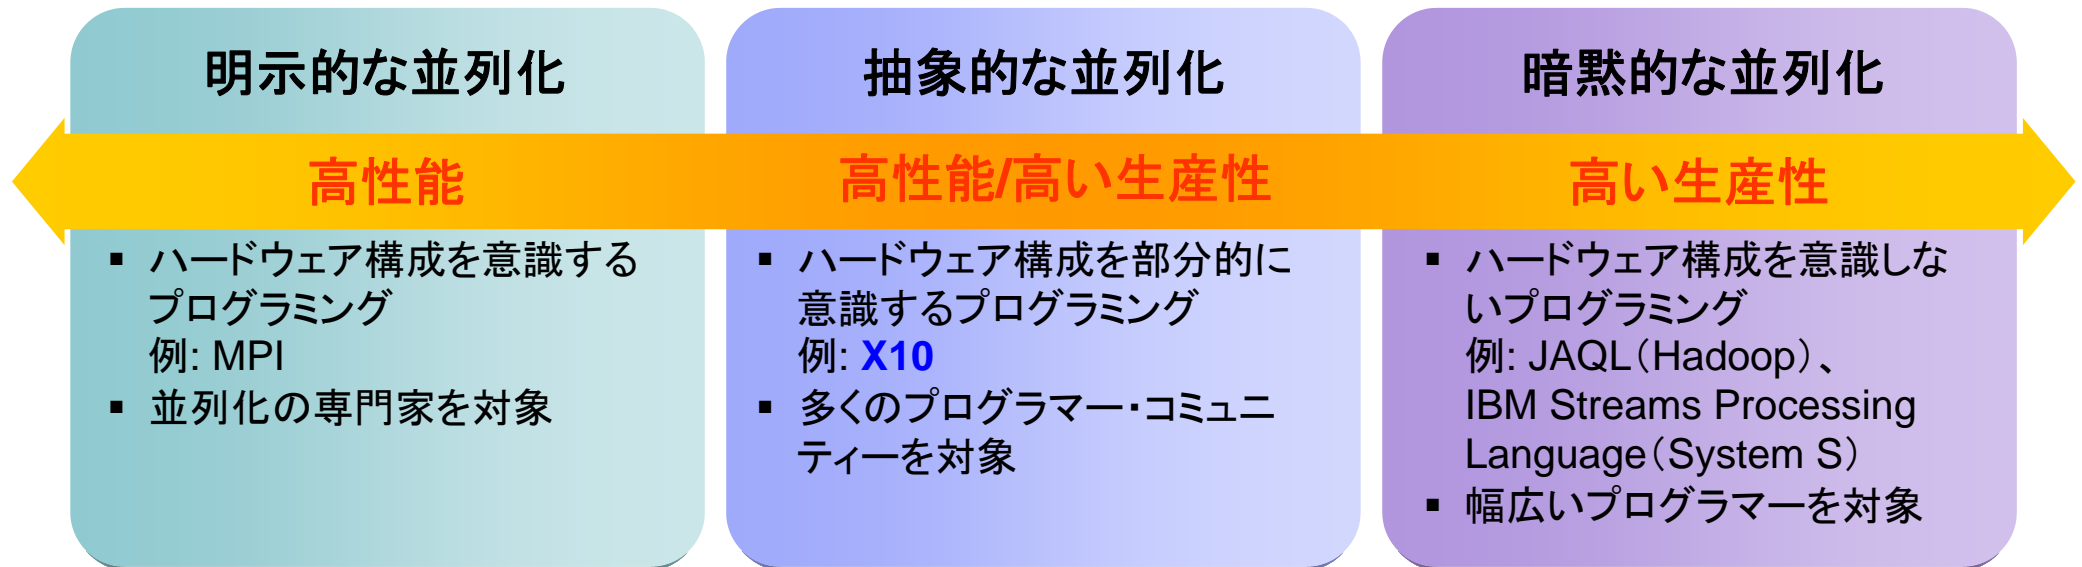 明示的な並列化
高性能
▪ ハードウェア構成を意識する
プログラミング
例: MPI
▪ 並列化の専門家を対象
抽象的な並列化
高性能/高い生産性
▪ ハードウェア構成を部分的に
意識するプログラミング
例: X10
▪ 多くのプログラマー・コミュニ
ティーを対象
暗黙的な並列化
高い生産性
▪ ハードウェア構成を意識しな
いプログラミング
例: JAQL（Hadoop）、
IBM Streams Processing
Language（System S）
▪ 幅広いプログラマーを対象